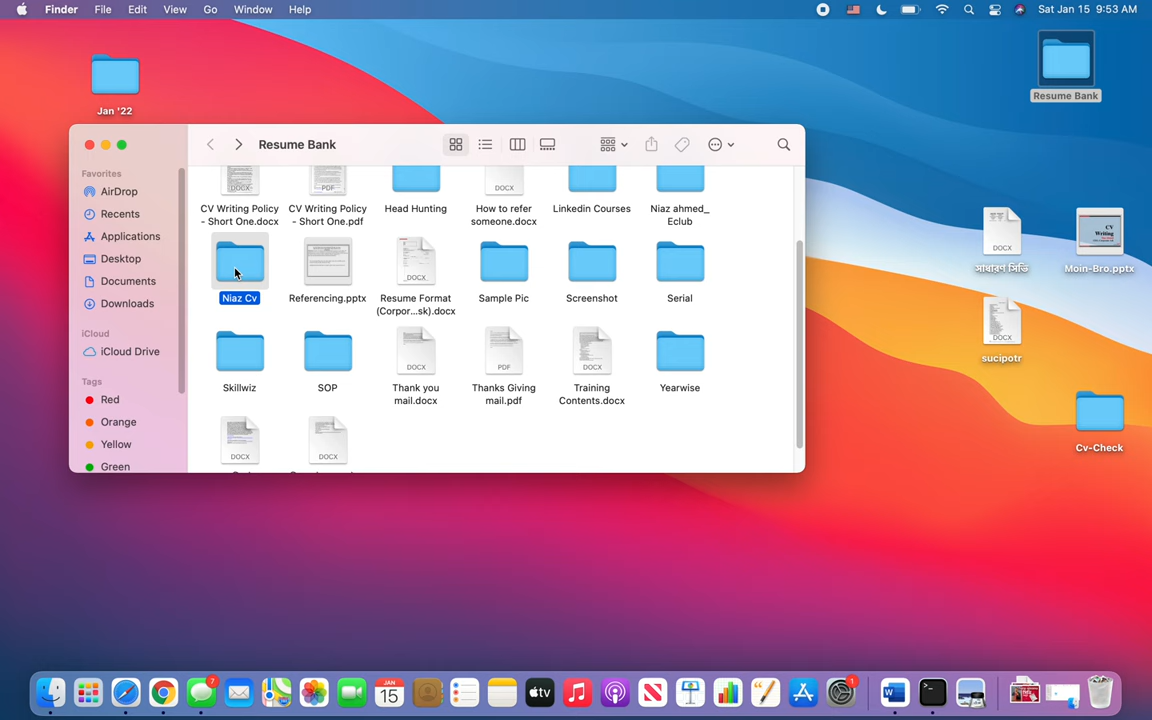 Finder File Edit View Go Window Help
Sat Jan 15 9:53 AM
Jan '22
Resume Bank
Resume Bank
Favorites
AirDrop
Recents
Applications
Desktop
Documents
Downloads
iCloud
iCloud Drive
Tags
Red
Orange
Yellow
Green
DOCX
PDF
DOCX
CV Writing Policy
- Short One.docx
CV Writing Policy
- Short One.pdf
Head Hunting
How to refer
someone.docx
Linkedin Courses
Niaz ahmed_
Eclub
DOCX
Niaz Cv
Referencing.pptx
Resume Format
(Corpor...sk).docx
Sample Pic
Screenshot
Serial
DOCX
PDF
DOCX
Skillwiz
SOP
Thank you
mail.docx
Thanks Giving
mail.pdf
Training
Contents.docx
Yearwise
DOCX
DOCX
DOCX
সাধারণ সিভি
CV
Writing
Moin-Bro.pptx
DOCX
sucipotr
Cv-Check
7
JAN
15
tv
1
W